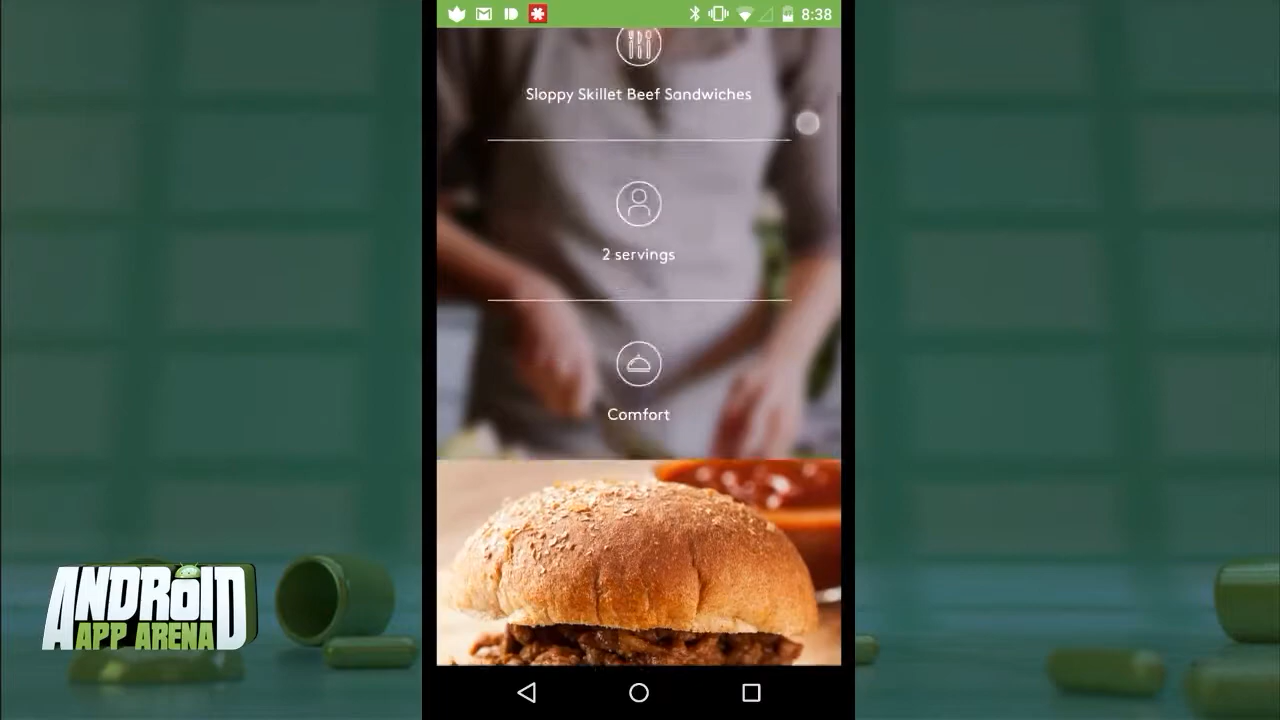 8:38
Sloppy Skillet Beef Sandwiches
2 servings
Comfort
ANDROID
APP ARENA